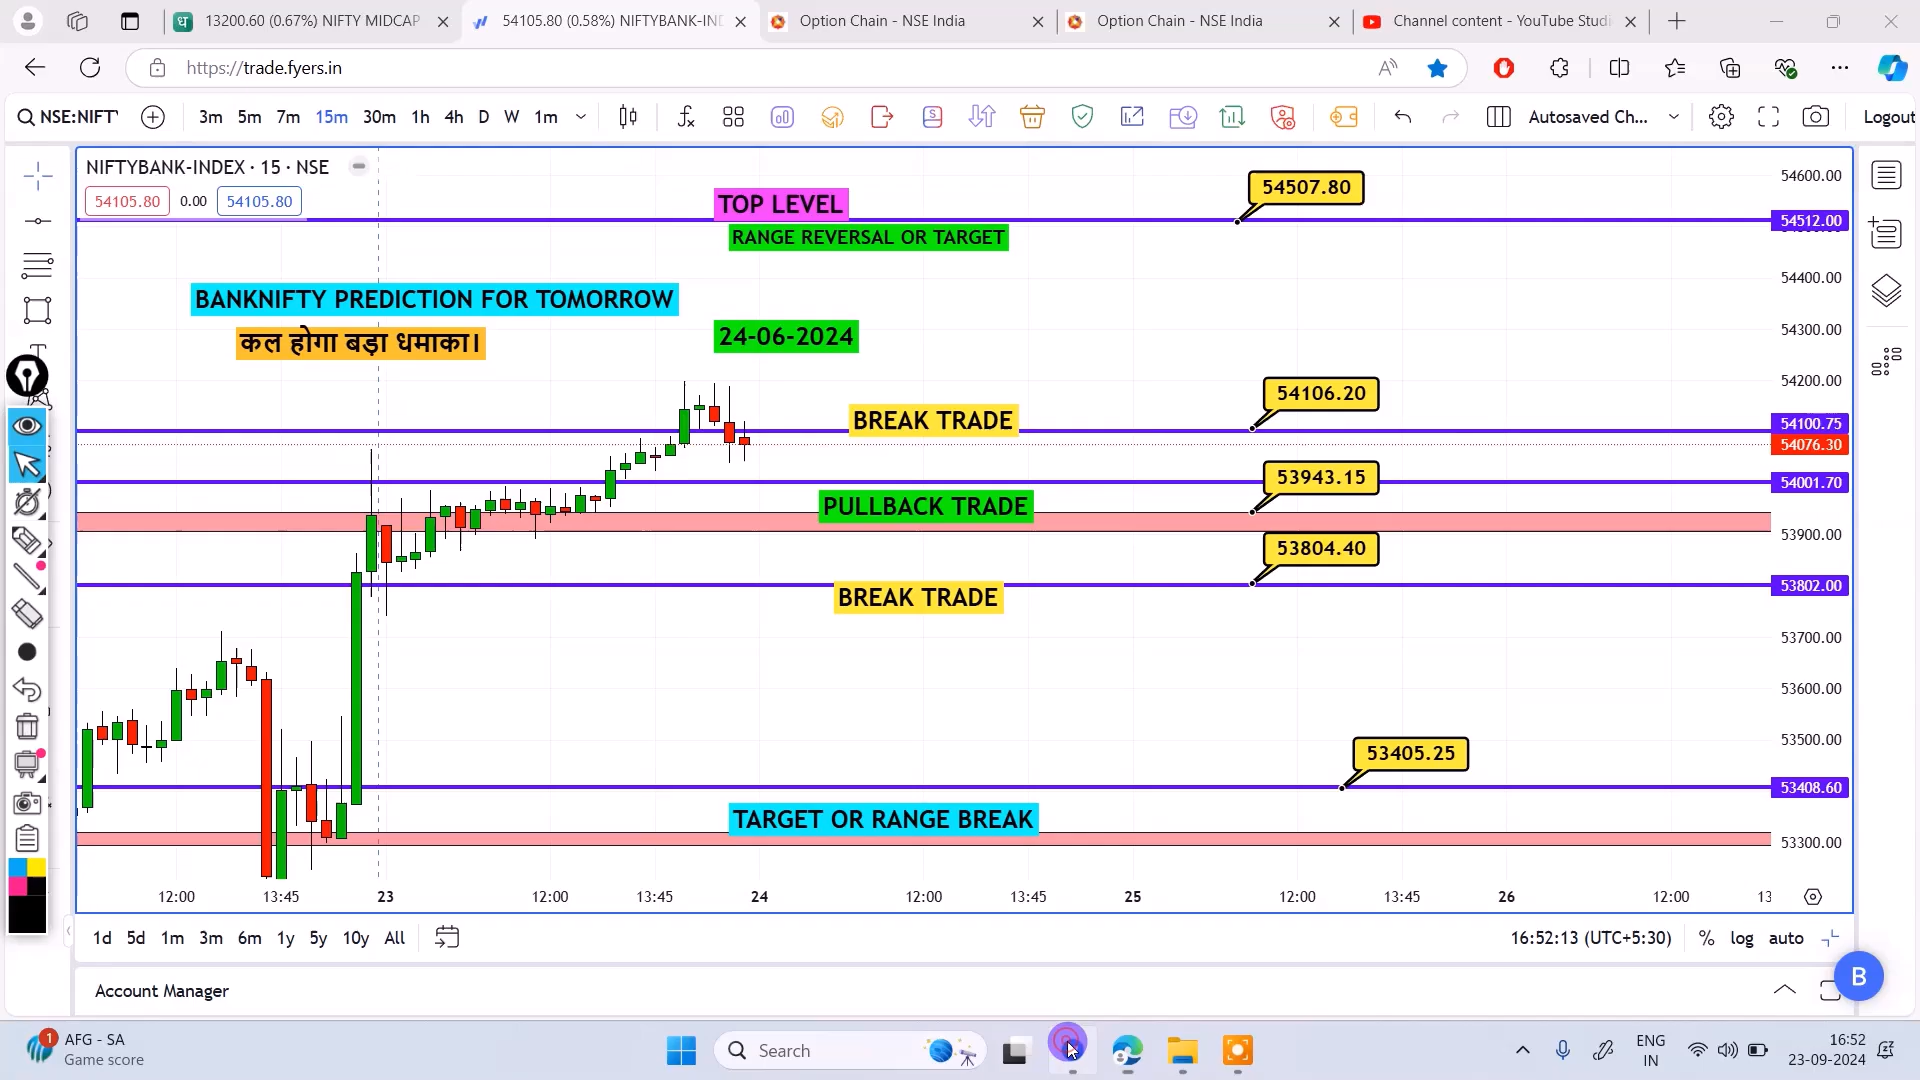 13200.60 (0.67%) NIFTY MIDCAP
54105.80 (0.58%) NIFTYBANK-IND
Option Chain - NSE India
Option Chain - NSE India
Channel content - YouTube Studi
https://trade.fyers.in
NSE:NIFT
3m 5m 7m 15m 30m 1h 4h D W 1m
Autosaved Ch...
Logout
NIFTYBANK-INDEX · 15 · NSE
54105.80 0.00 54105.80
TOP LEVEL
RANGE REVERSAL OR TARGET
54507.80
54600.00
54512.00
54400.00
BANKNIFTY PREDICTION FOR TOMORROW
कल होगा बड़ा धमाका।
24-06-2024
54300.00
54200.00
54106.20
BREAK TRADE
54100.75
54076.30
53943.15
54001.70
PULLBACK TRADE
53900.00
53804.40
53802.00
BREAK TRADE
53700.00
53600.00
53500.00
53405.25
53408.60
TARGET OR RANGE BREAK
53300.00
12:00 13:45 23 12:00 13:45 24 12:00 13:45 25 12:00 13:45 26 12:00 13
1d 5d 1m 3m 6m 1y 5y 10y All
16:52:13 (UTC+5:30) % log auto
B
Account Manager
1
AFG - SA
Game score
Search
ENG
IN
16:52
23-09-2024